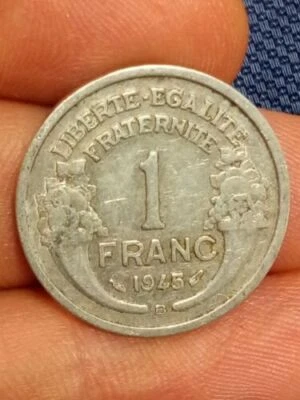 LIBERTE · EGALITE
FRATERNITE
1
FRANC
1945
B